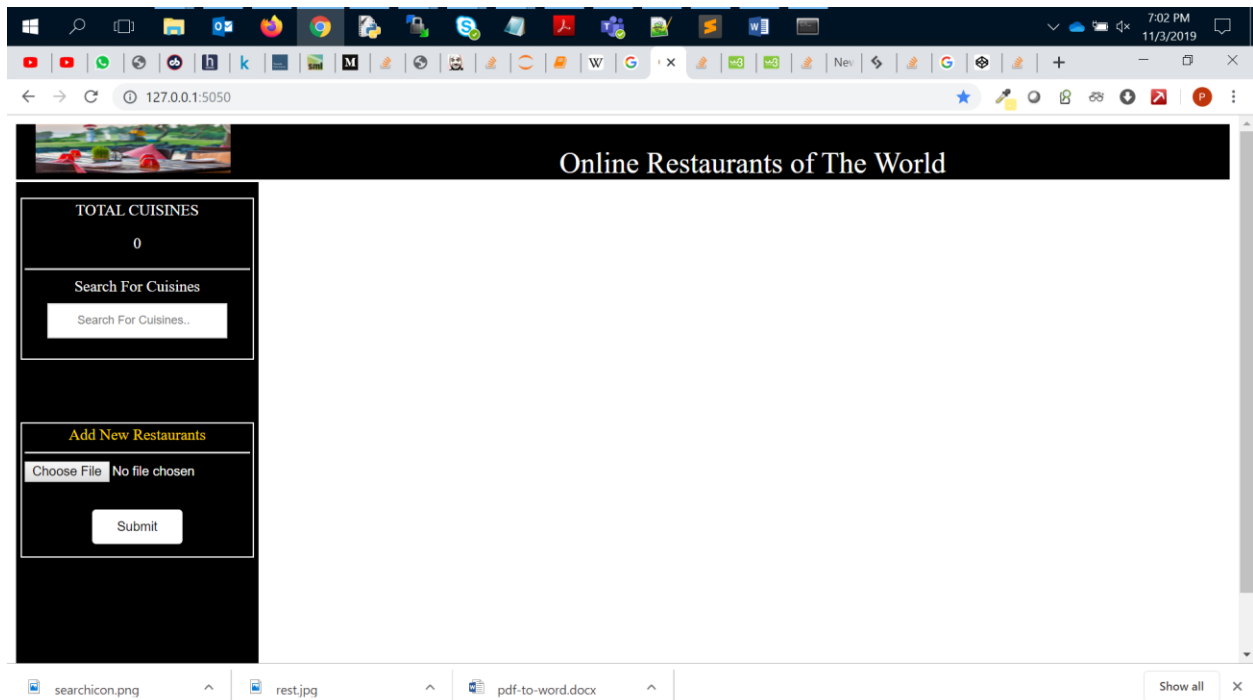 7:02 PM
11/3/2019
sml M W G New G
127.0.0.1:5050
P
Online Restaurants of The World
TOTAL CUISINES
0
Search For Cuisines
Search For Cuisines..
Add New Restaurants
Choose File No file chosen
Submit
searchicon.png rest.jpg pdf-to-word.docx Show all